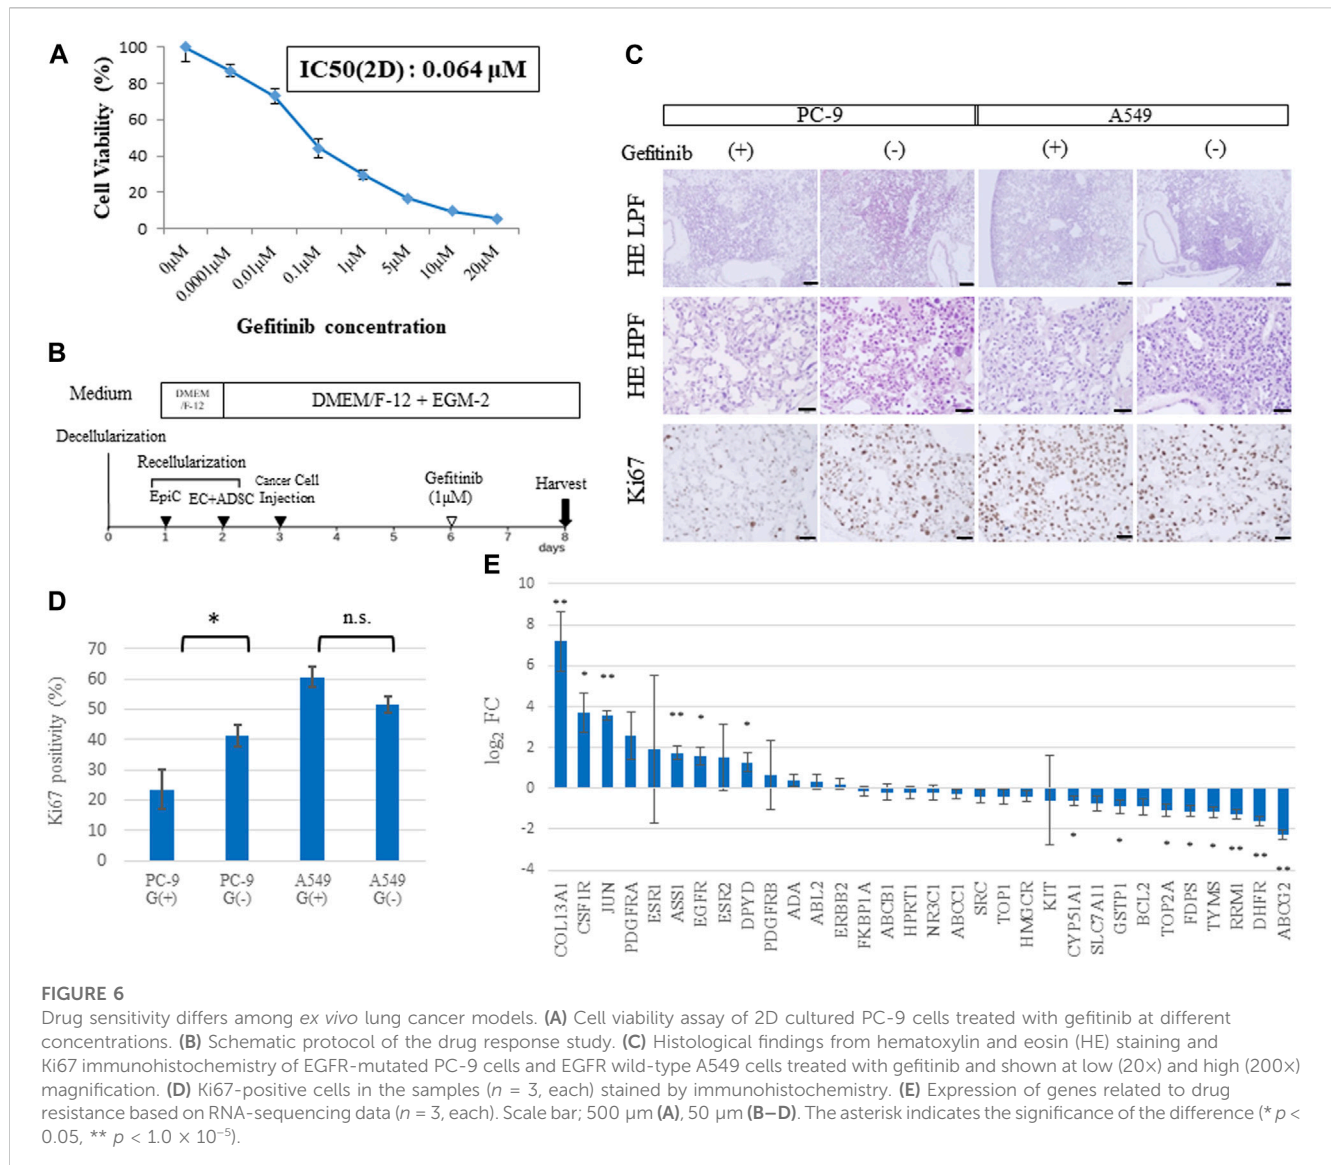 A
100
80
60
40
20
0
Cell Viability (%)
IC50(2D) : 0.064 µM
0µM
0.0001µM
0.01µM
0.1µM
1µM
5µM
10µM
20µM
Gefitinib concentration
B
Medium
DMEM
/F-12
DMEM/F-12 + EGM-2
Decellularization
Recellularization
EpiC
EC+ADSC
Cancer Cell
Injection
Gefitinib
(1µM)
Harvest
0 1 2 3 4 5 6 7 8
days
C
PC-9 A549
Gefitinib (+) (-) (+) (-)
HE LPF
HE HPF
Ki67
D
* n.s.
70
60
50
40
30
20
10
0
Ki67 positivity (%)
PC-9 PC-9 A549 A549
G(+) G(-) G(+) G(-)
E
10
8
6
4
2
0
-2
-4
log2 FC
** * ** ** * *
* * * * * ** ** **
COL13A1
CSF1R
JUN
PDGFRA
ESR1
ASS1
EGFR
ESR2
DPYD
PDGFRB
ADA
ABL2
ERBB2
FKBP1A
ABCB1
HPRT1
NR3C1
ABCC1
SRC
TOP1
HMGCR
KIT
CYP51A1
SLC7A11
GSTP1
BCL2
TOP2A
FDPS
TYMS
RRM1
DHFR
ABCG2
FIGURE 6
Drug sensitivity differs among ex vivo lung cancer models. (A) Cell viability assay of 2D cultured PC-9 cells treated with gefitinib at different
concentrations. (B) Schematic protocol of the drug response study. (C) Histological findings from hematoxylin and eosin (HE) staining and
Ki67 immunohistochemistry of EGFR-mutated PC-9 cells and EGFR wild-type A549 cells treated with gefitinib and shown at low (20×) and high (200×)
magnification. (D) Ki67-positive cells in the samples (n = 3, each) stained by immunohistochemistry. (E) Expression of genes related to drug
resistance based on RNA-sequencing data (n = 3, each). Scale bar; 500 µm (A), 50 µm (B–D). The asterisk indicates the significance of the difference (* p <
0.05, ** p < 1.0 × 10⁻⁵).